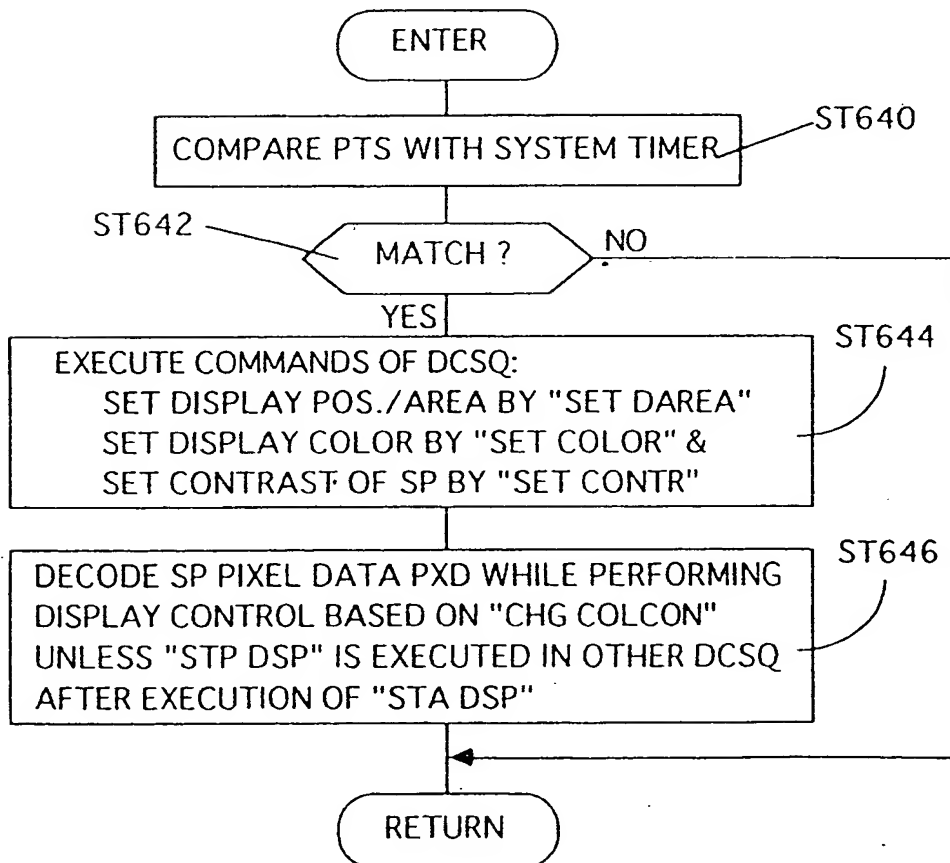 ENTER
COMPARE PTS WITH SYSTEM TIMER
ST640
ST642
MATCH ?
NO
YES
ST644
EXECUTE COMMANDS OF DCSQ:
SET DISPLAY POS./AREA BY "SET DAREA"
SET DISPLAY COLOR BY "SET COLOR" &
SET CONTRAST OF SP BY "SET CONTR"
ST646
DECODE SP PIXEL DATA PXD WHILE PERFORMING
DISPLAY CONTROL BASED ON "CHG COLCON"
UNLESS "STP DSP" IS EXECUTED IN OTHER DCSQ
AFTER EXECUTION OF "STA DSP"
RETURN